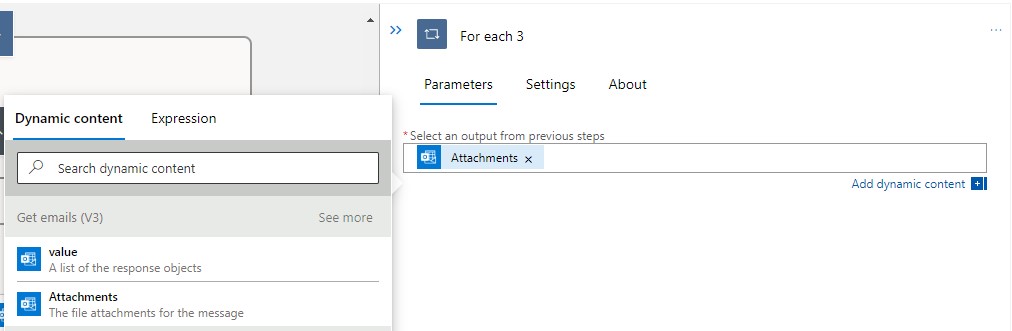 For each 3
Parameters Settings About
Dynamic content Expression
* Select an output from previous steps
Search dynamic content
Attachments ×
Add dynamic content
Get emails (V3) See more
value
A list of the response objects
Attachments
The file attachments for the message